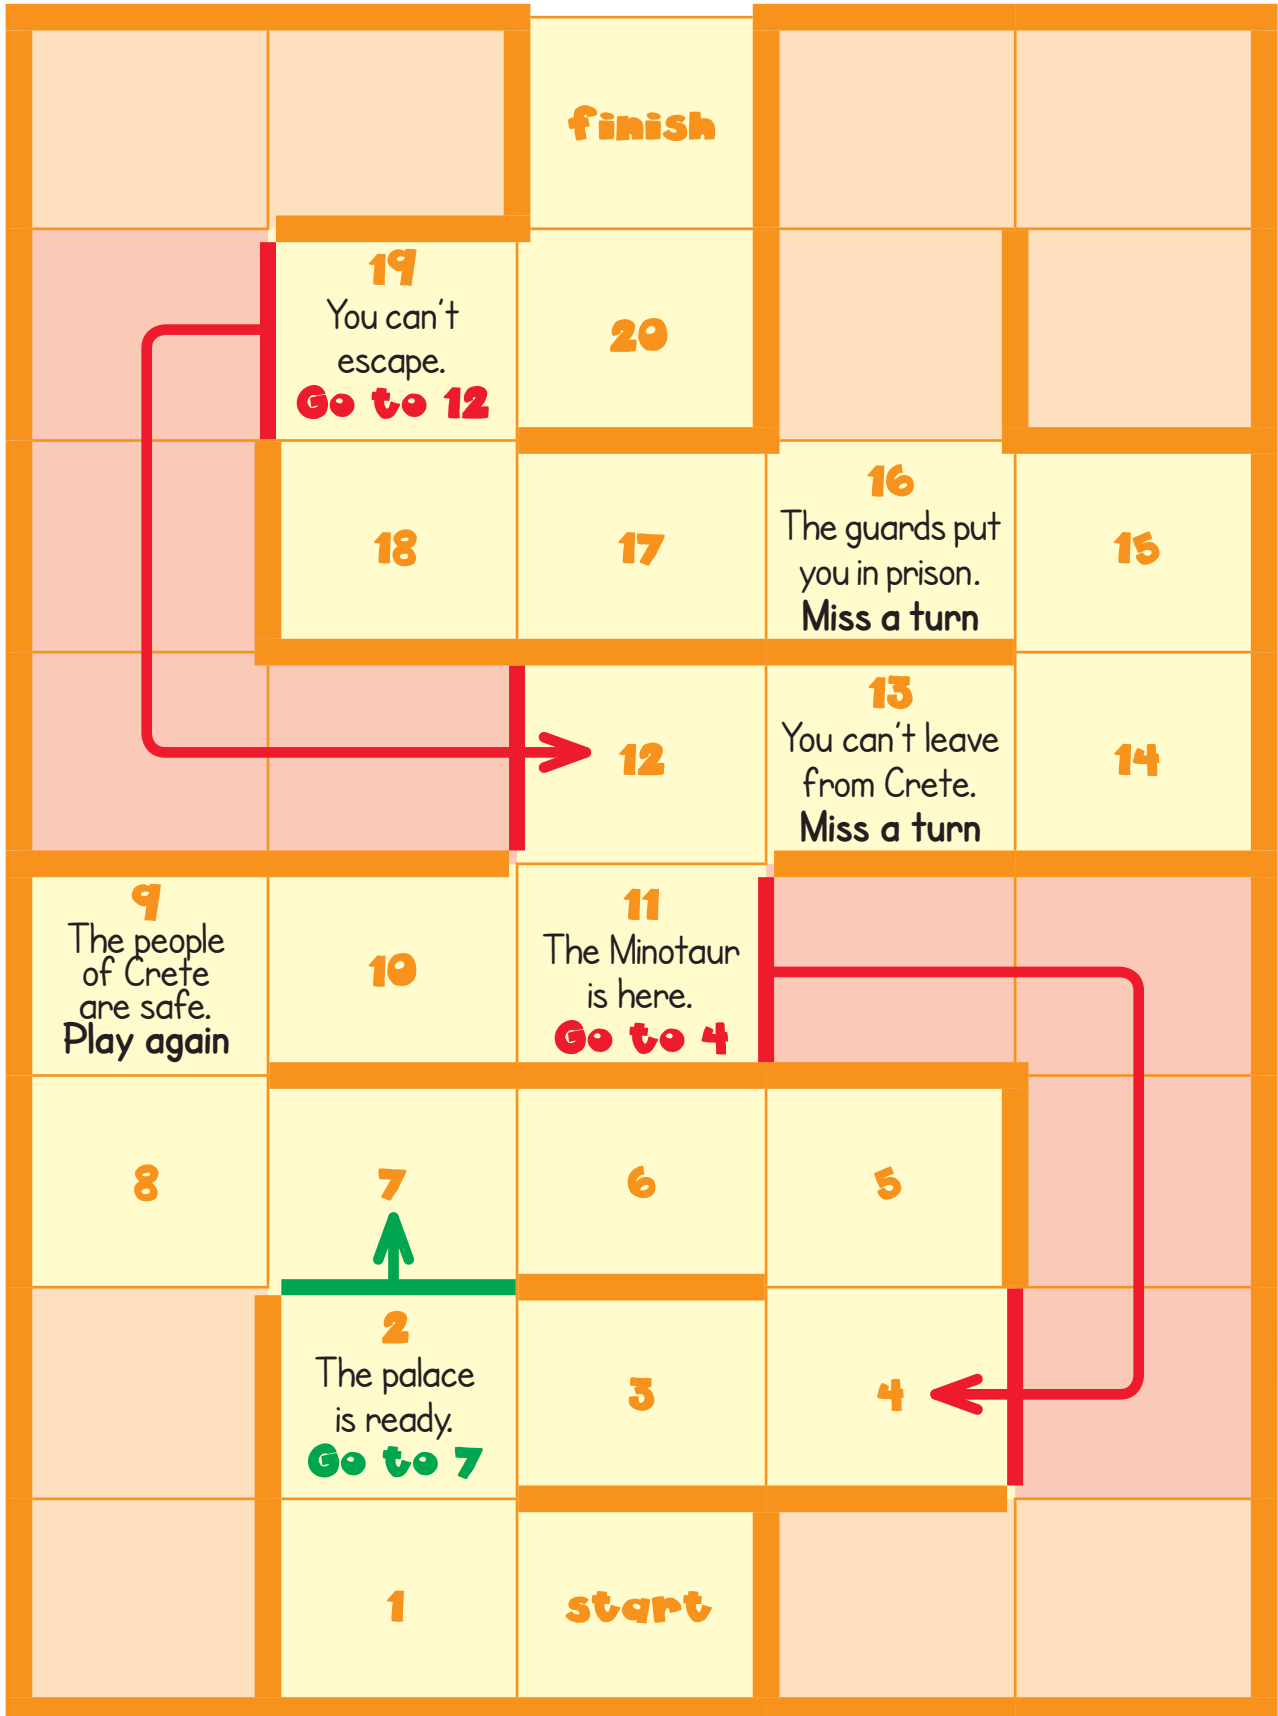 finish
19
You can't
escape.
Go to 12
20
18
17
16
The guards put
you in prison.
Miss a turn
15
12
13
You can't leave
from Crete.
Miss a turn
14
9
The people
of Crete
are safe.
Play again
10
11
The Minotaur
is here.
Go to 4
8
7
6
5
2
The palace
is ready.
Go to 7
3
4
1
start